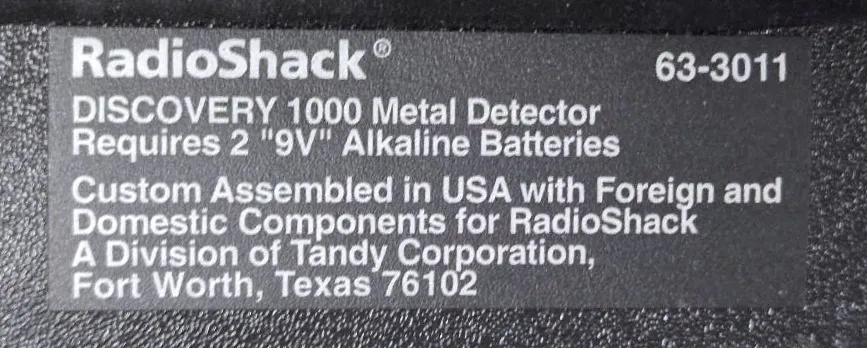 RadioShack® 63-3011
DISCOVERY 1000 Metal Detector
Requires 2 "9V" Alkaline Batteries
Custom Assembled in USA with Foreign and
Domestic Components for RadioShack
A Division of Tandy Corporation,
Fort Worth, Texas 76102